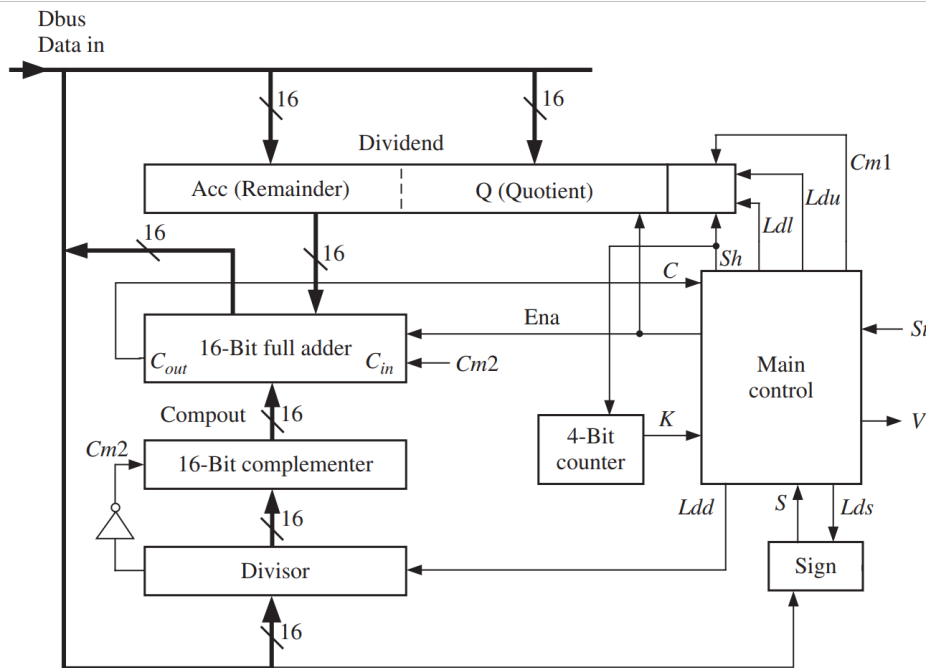 Dbus
Data in
16
16
Dividend
Acc (Remainder)
Q (Quotient)
Cm1
Ldu
Ldl
Sh
16
16
C
Ena
16-Bit full adder
Cout
Cin
Cm2
St
Main
control
V
Compout
16
K
4-Bit
counter
Cm2
16-Bit complementer
16
Ldd
S
Lds
Divisor
Sign
16